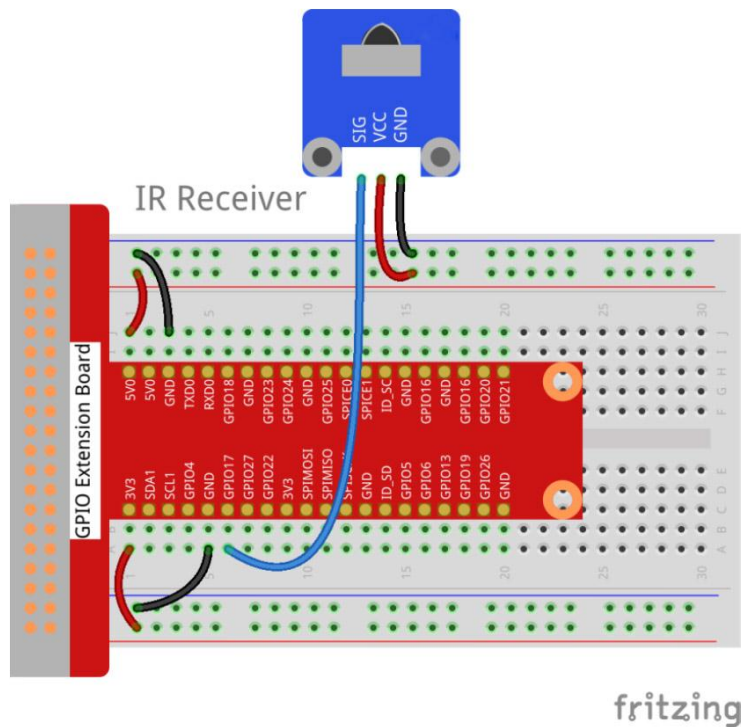 SIG
VCC
GND
IR Receiver
1
5
10
15
20
25
30
J
I
H
G
F
5V0
5V0
GND
TXD0
RXD0
GPIO18
GND
GPIO23
GPIO24
GND
GPIO25
SPICE0
SPICE1
ID_SC
GND
GPIO16
GND
GPIO16
GPIO20
GPIO21
GPIO Extension Board
3V3
SDA1
SCL1
GPIO4
GND
GPIO17
GPIO27
GPIO22
3V3
SPIMOSI
SPIMISO
GND
ID_SD
GPIO5
GPIO6
GPIO13
GPIO19
GPIO26
GND
E
D
C
B
A
B
A
1
5
10
15
20
25
30
fritzing